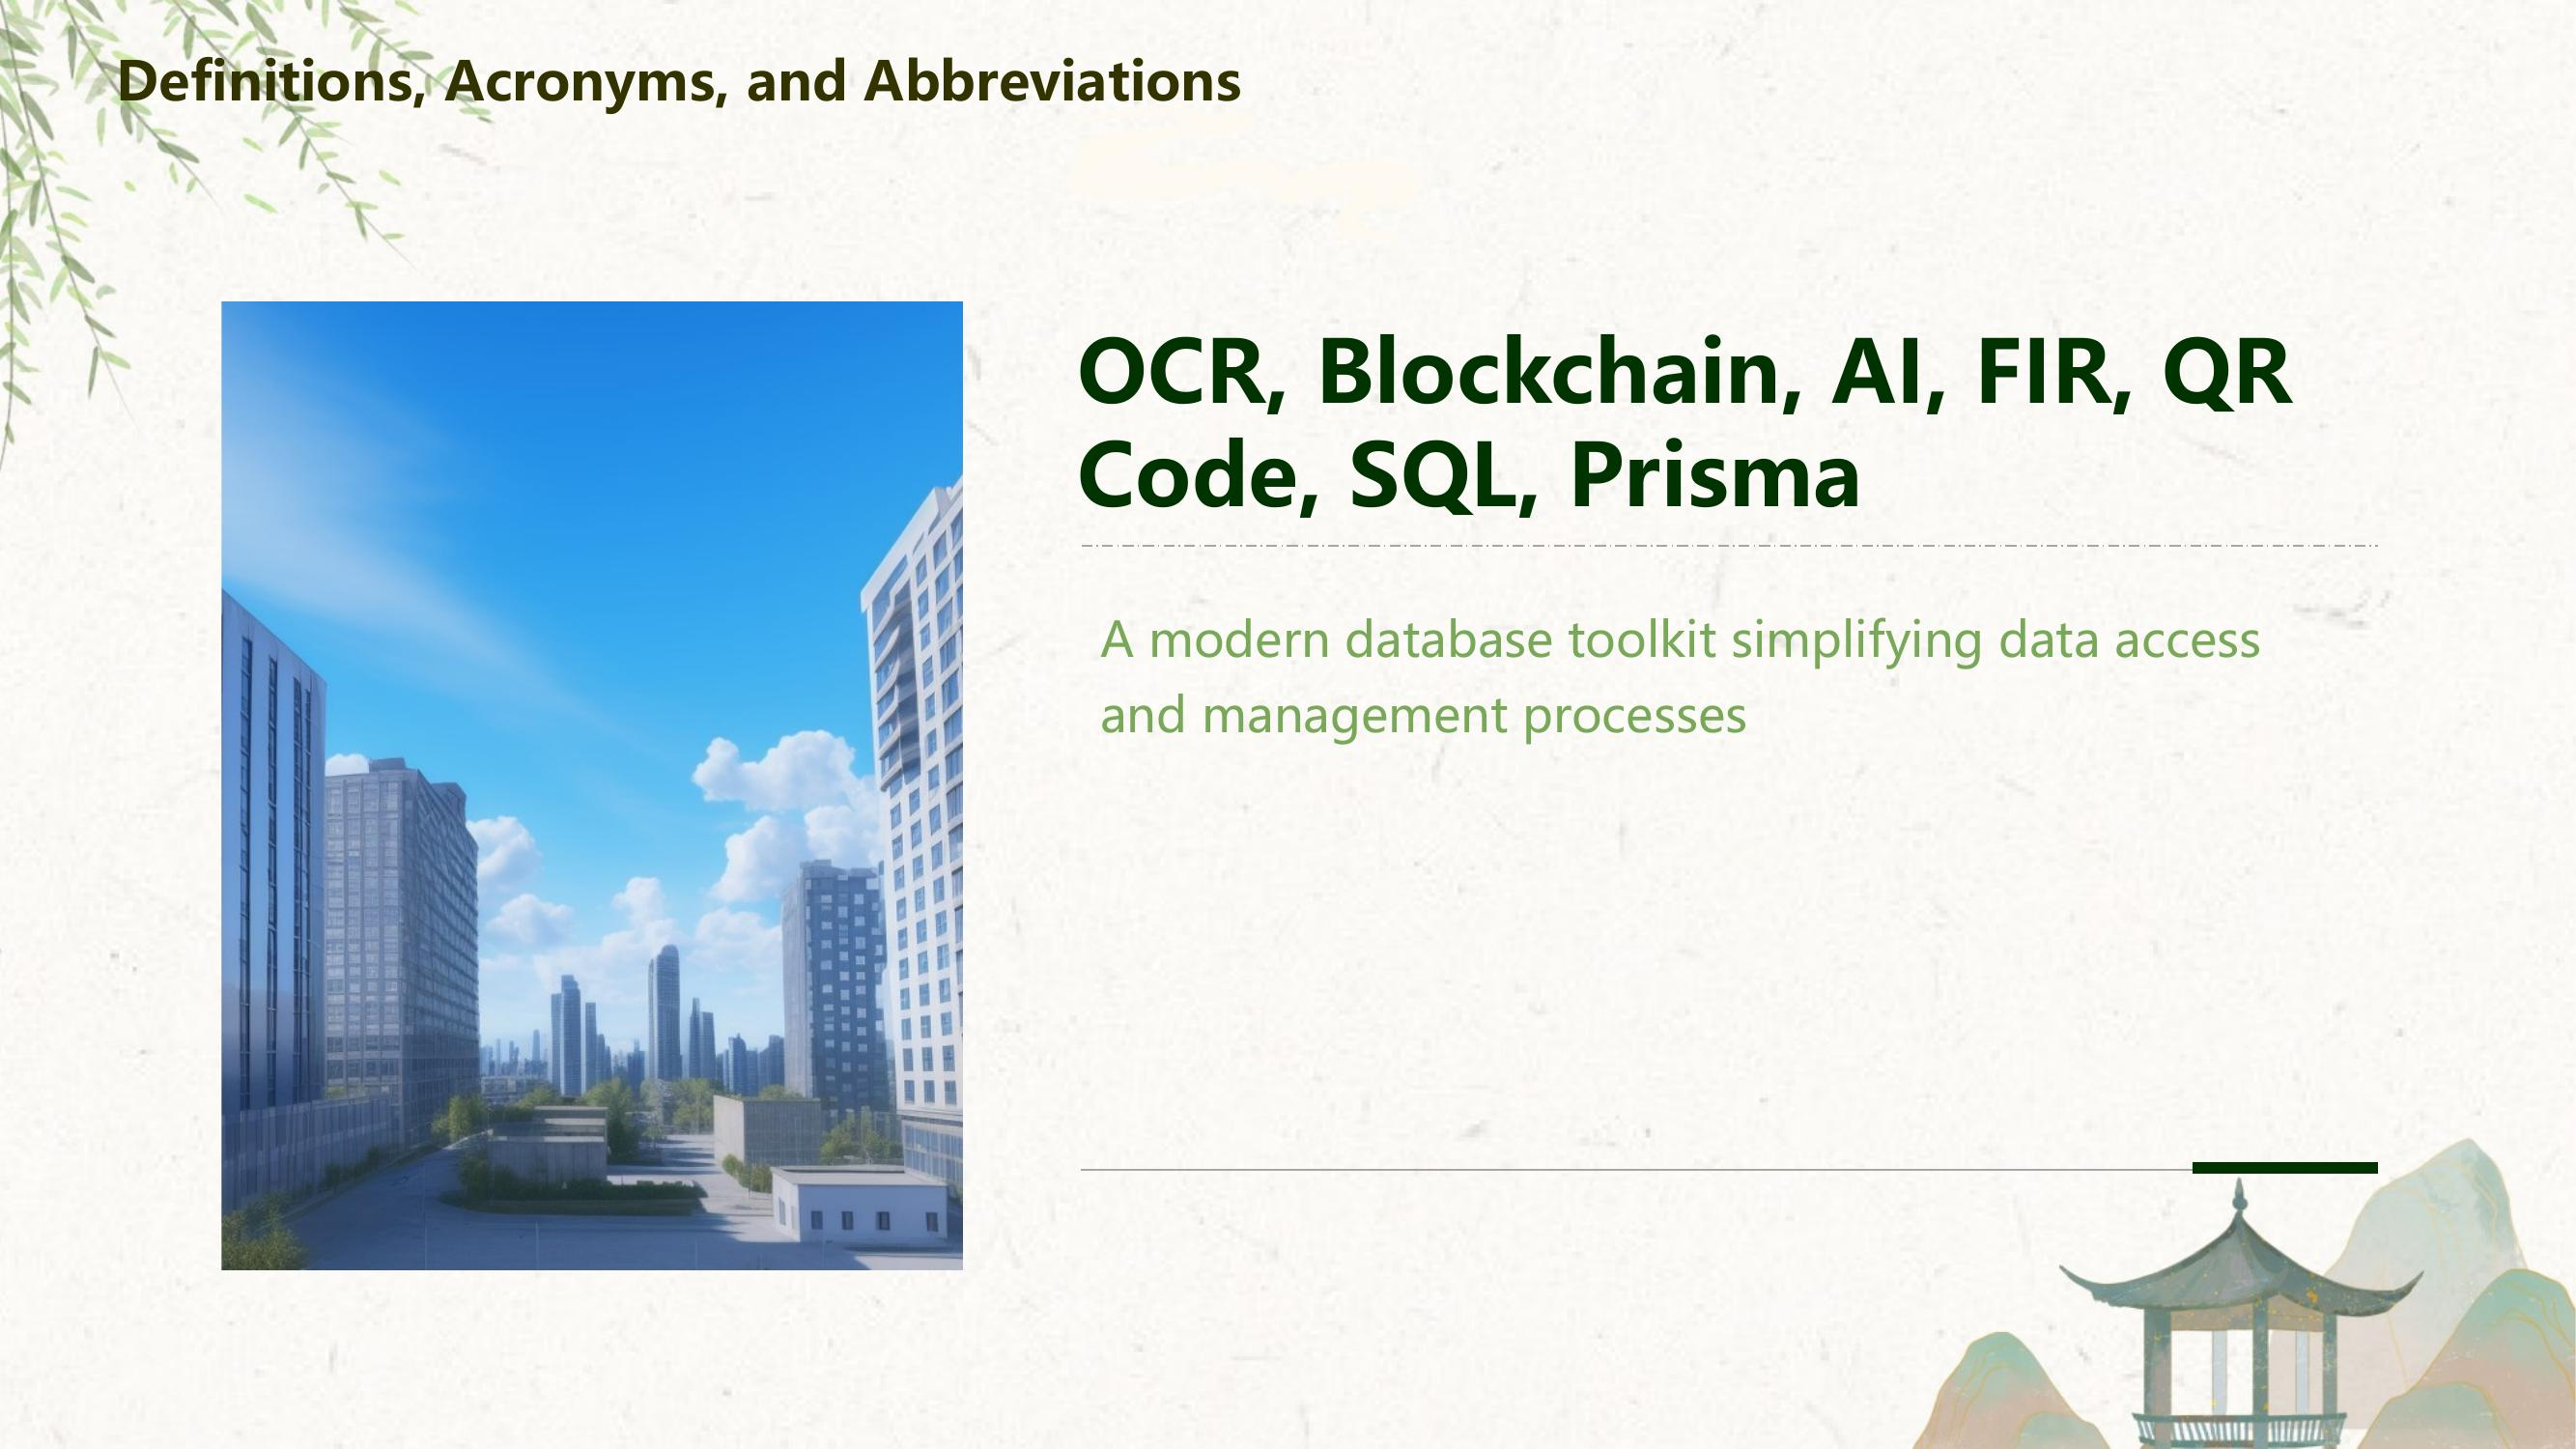 Definitions, Acronyms, and Abbreviations
OCR, Blockchain, AI, FIR, QR
Code, SQL, Prisma
A modern database toolkit simplifying data access
and management processes